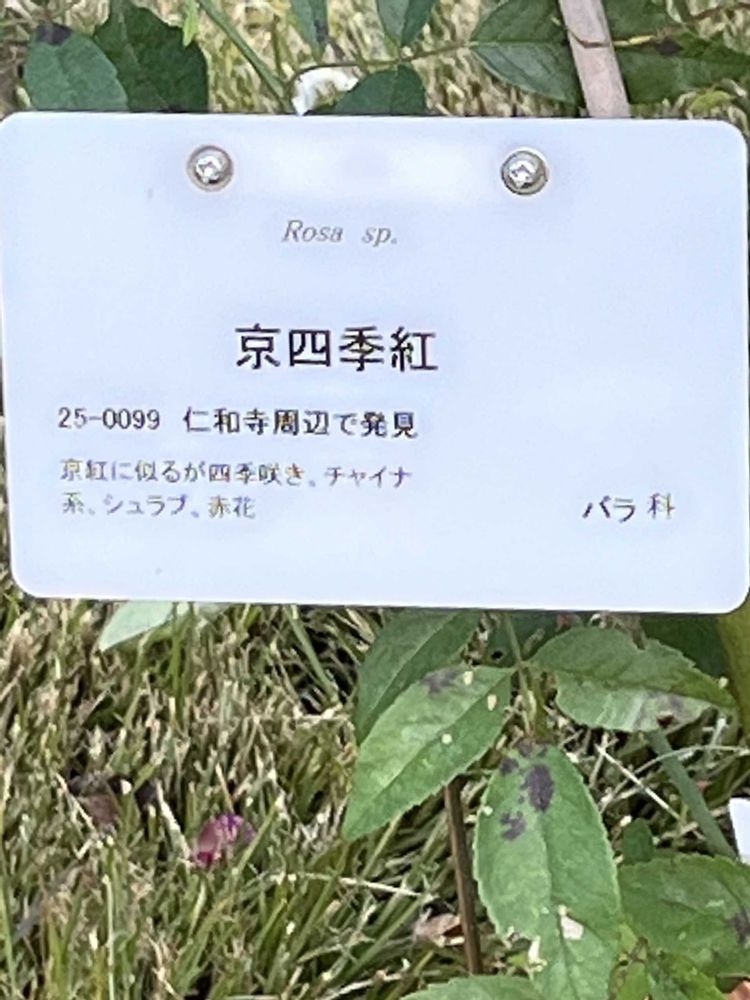 Rosa sp.
京四季紅
25-0099 仁和寺周辺で発見
京紅に似るが四季咲き。チャイナ
系、シュラブ。赤花
バラ科